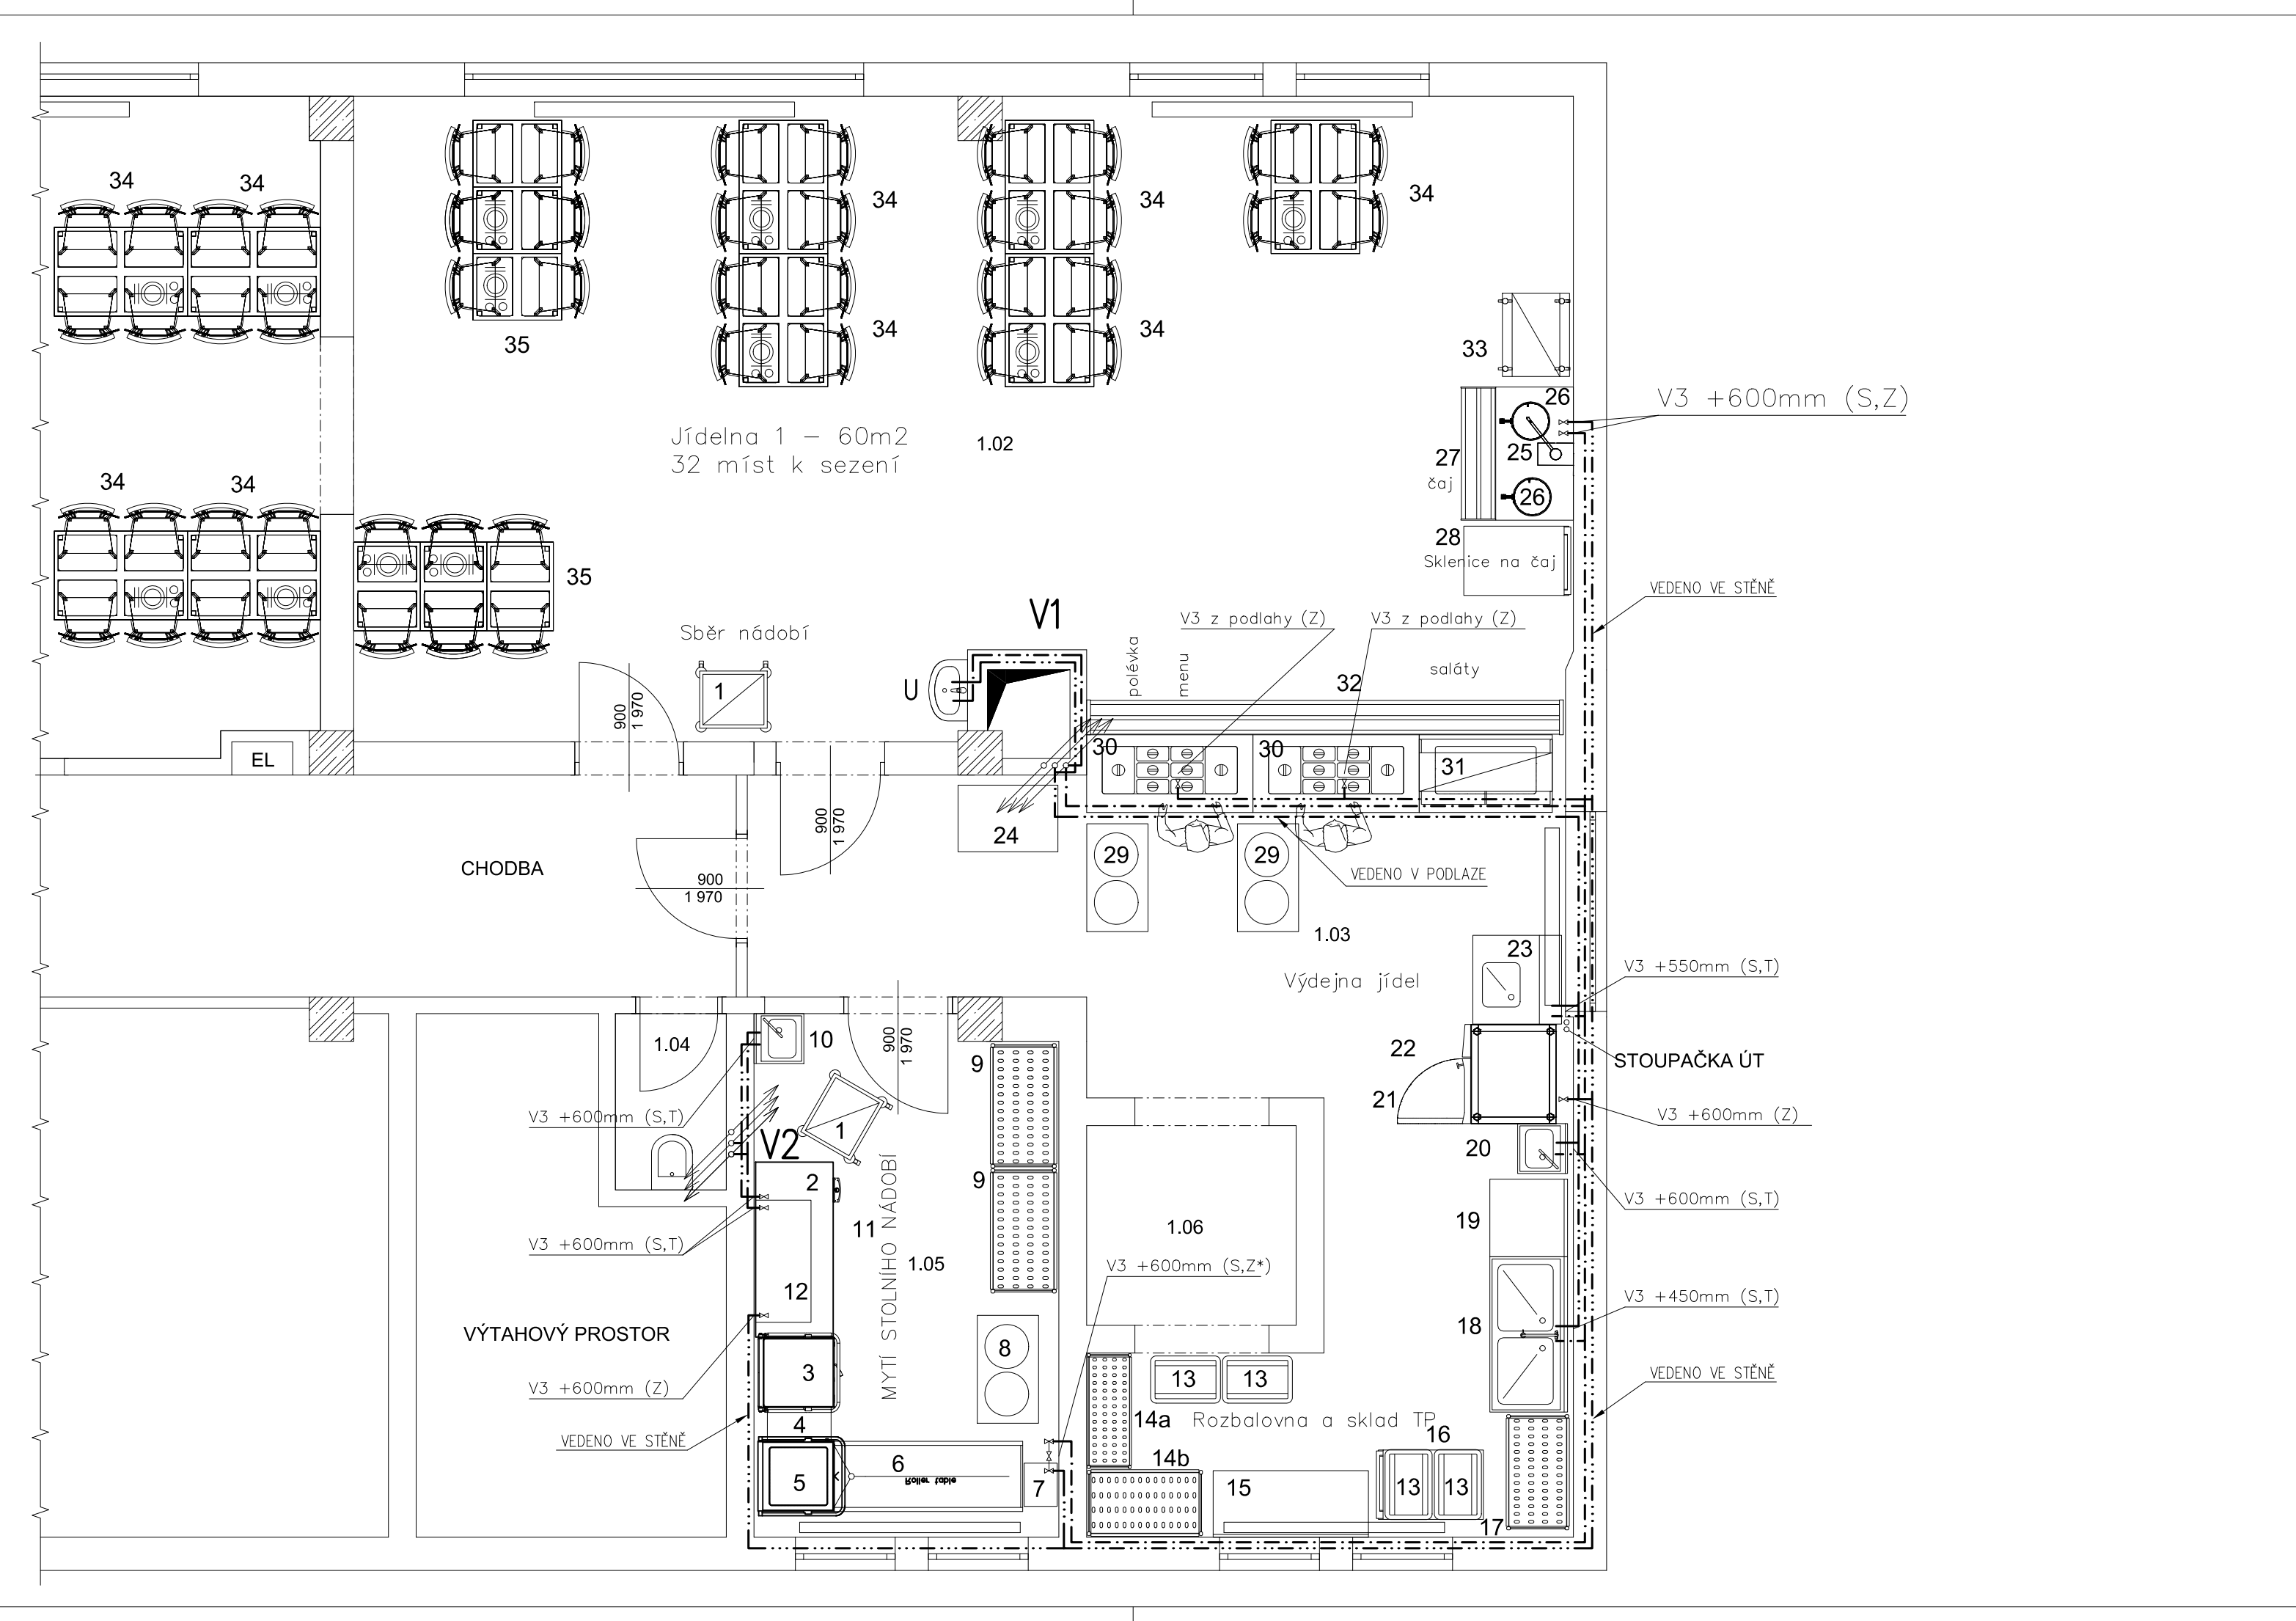 34
34
34
34
34
33
35
V3 +600mm (S,Z)
34
34
26
25
27
čaj
26
Jídelna 1 – 60m2
32 míst k sezení
1.02
34
34
28
Sklenice na čaj
35
VEDENO VE STĚNĚ
V1
Sběr nádobí
V3 z podlahy (Z)
V3 z podlahy (Z)
polévka
menu
saláty
32
U
1
900
1 970
EL
30
30
31
24
900
1 970
CHODBA
29
29
VEDENO V PODLAZE
900
1 970
1.03
23
Výdejna jídel
V3 +550mm (S,T)
1.04
10
900
1 970
9
22
STOUPAČKA ÚT
21
V3 +600mm (S,T)
1
V3 +600mm (Z)
V2
20
2
9
V3 +600mm (S,T)
11
MYTÍ STOLNÍHO NÁDOBÍ
1.06
19
V3 +600mm (S,T)
1.05
V3 +600mm (S,Z*)
12
V3 +450mm (S,T)
VÝTAHOVÝ PROSTOR
8
18
3
13
13
V3 +600mm (Z)
VEDENO VE STĚNĚ
4
14a
Rozbalovna a sklad TP
VEDENO VE STĚNĚ
16
14b
6
Roller table
5
7
15
13
13
17